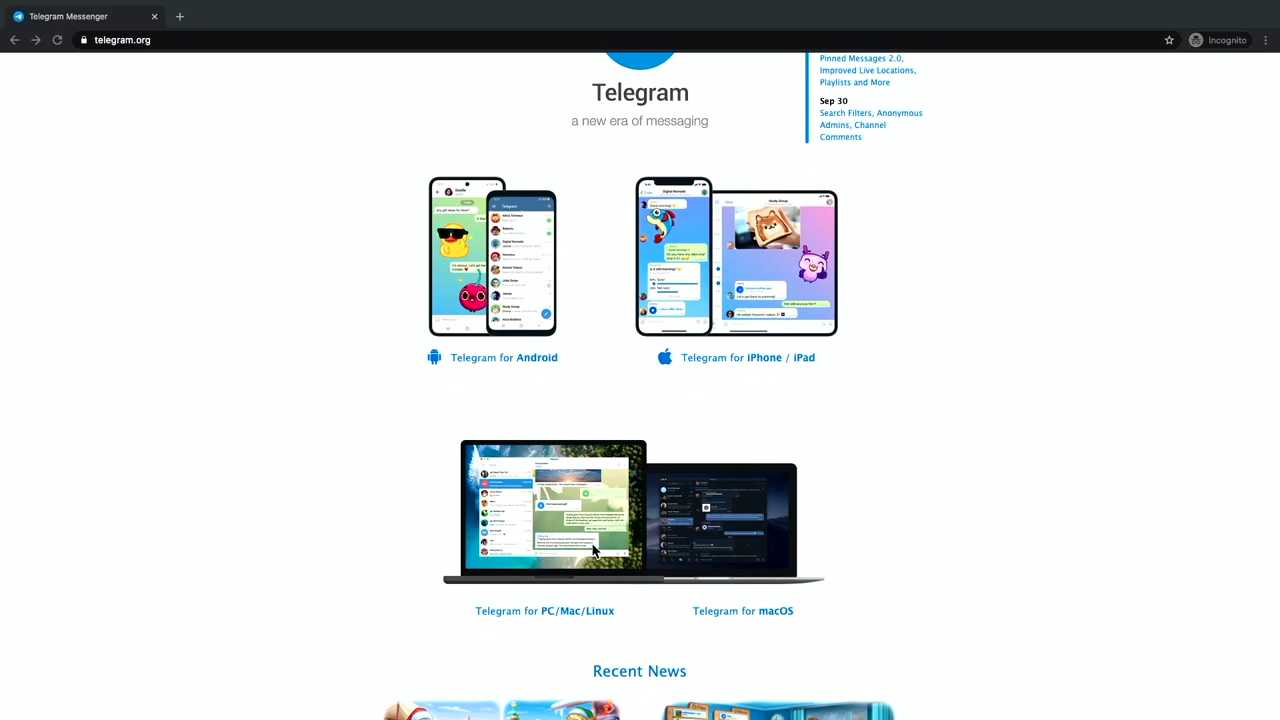 Telegram Messenger
telegram.org
Incognito
Pinned Messages 2.0,
Improved Live Locations,
Playlists and More
Sep 30
Search Filters, Anonymous
Admins, Channel
Comments
Telegram
a new era of messaging
Telegram for Android
Telegram for iPhone / iPad
Telegram for PC/Mac/Linux
Telegram for macOS
Recent News